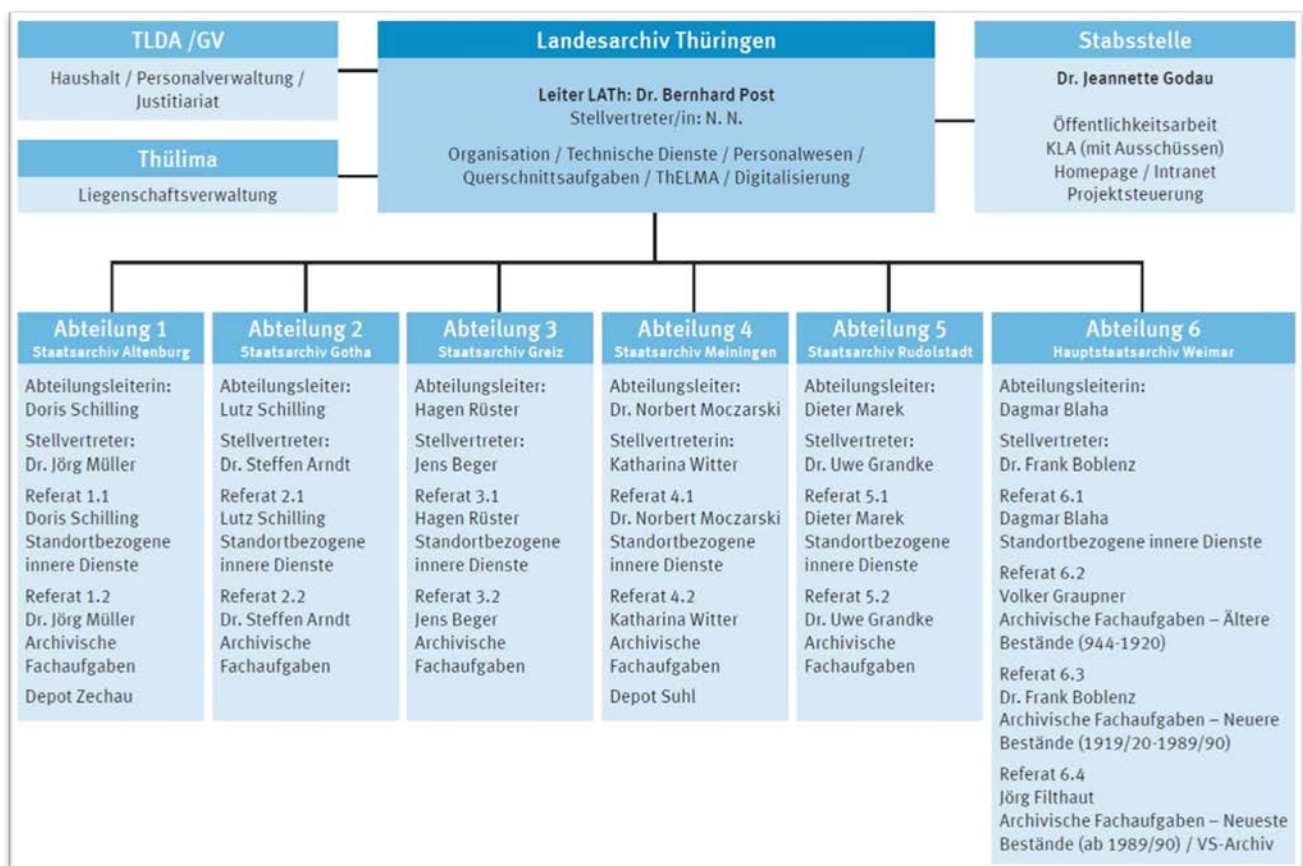 TLDA /GV
Haushalt / Personalverwaltung /
Justitiariat
Thülima
Liegenschaftsverwaltung
Landesarchiv Thüringen
Leiter LATh: Dr. Bernhard Post
Stellvertreter/in: N. N.
Organisation / Technische Dienste / Personalwesen /
Querschnittsaufgaben / ThELMA / Digitalisierung
Stabsstelle
Dr. Jeannette Godau
Öffentlichkeitsarbeit
KLA (mit Ausschüssen)
Homepage / Intranet
Projektsteuerung
Abteilung 1
Staatsarchiv Altenburg
Abteilungsleiterin:
Doris Schilling
Stellvertreter:
Dr. Jörg Müller
Referat 1.1
Doris Schilling
Standortbezogene
innere Dienste
Referat 1.2
Dr. Jörg Müller
Archivische
Fachaufgaben
Depot Zechau
Abteilung 2
Staatsarchiv Gotha
Abteilungsleiter:
Lutz Schilling
Stellvertreter:
Dr. Steffen Arndt
Referat 2.1
Lutz Schilling
Standortbezogene
innere Dienste
Referat 2.2
Dr. Steffen Arndt
Archivische
Fachaufgaben
Abteilung 3
Staatsarchiv Greiz
Abteilungsleiter:
Hagen Rüster
Stellvertreter:
Jens Beger
Referat 3.1
Hagen Rüster
Standortbezogene
innere Dienste
Referat 3.2
Jens Beger
Archivische
Fachaufgaben
Abteilung 4
Staatsarchiv Meiningen
Abteilungsleiter:
Dr. Norbert Moczarski
Stellvertreterin:
Katharina Witter
Referat 4.1
Dr. Norbert Moczarski
Standortbezogene
innere Dienste
Referat 4.2
Katharina Witter
Archivische
Fachaufgaben
Depot Suhl
Abteilung 5
Staatsarchiv Rudolstadt
Abteilungsleiter:
Dieter Marek
Stellvertreter:
Dr. Uwe Grandke
Referat 5.1
Dieter Marek
Standortbezogene
innere Dienste
Referat 5.2
Dr. Uwe Grandke
Archivische
Fachaufgaben
Abteilung 6
Hauptstaatsarchiv Weimar
Abteilungsleiterin:
Dagmar Blaha
Stellvertreter:
Dr. Frank Boblenz
Referat 6.1
Dagmar Blaha
Standortbezogene innere Dienste
Referat 6.2
Volker Graupner
Archivische Fachaufgaben – Ältere
Bestände (944-1920)
Referat 6.3
Dr. Frank Boblenz
Archivische Fachaufgaben – Neuere
Bestände (1919/20-1989/90)
Referat 6.4
Jörg Filthaut
Archivische Fachaufgaben – Neueste
Bestände (ab 1989/90) / VS-Archiv